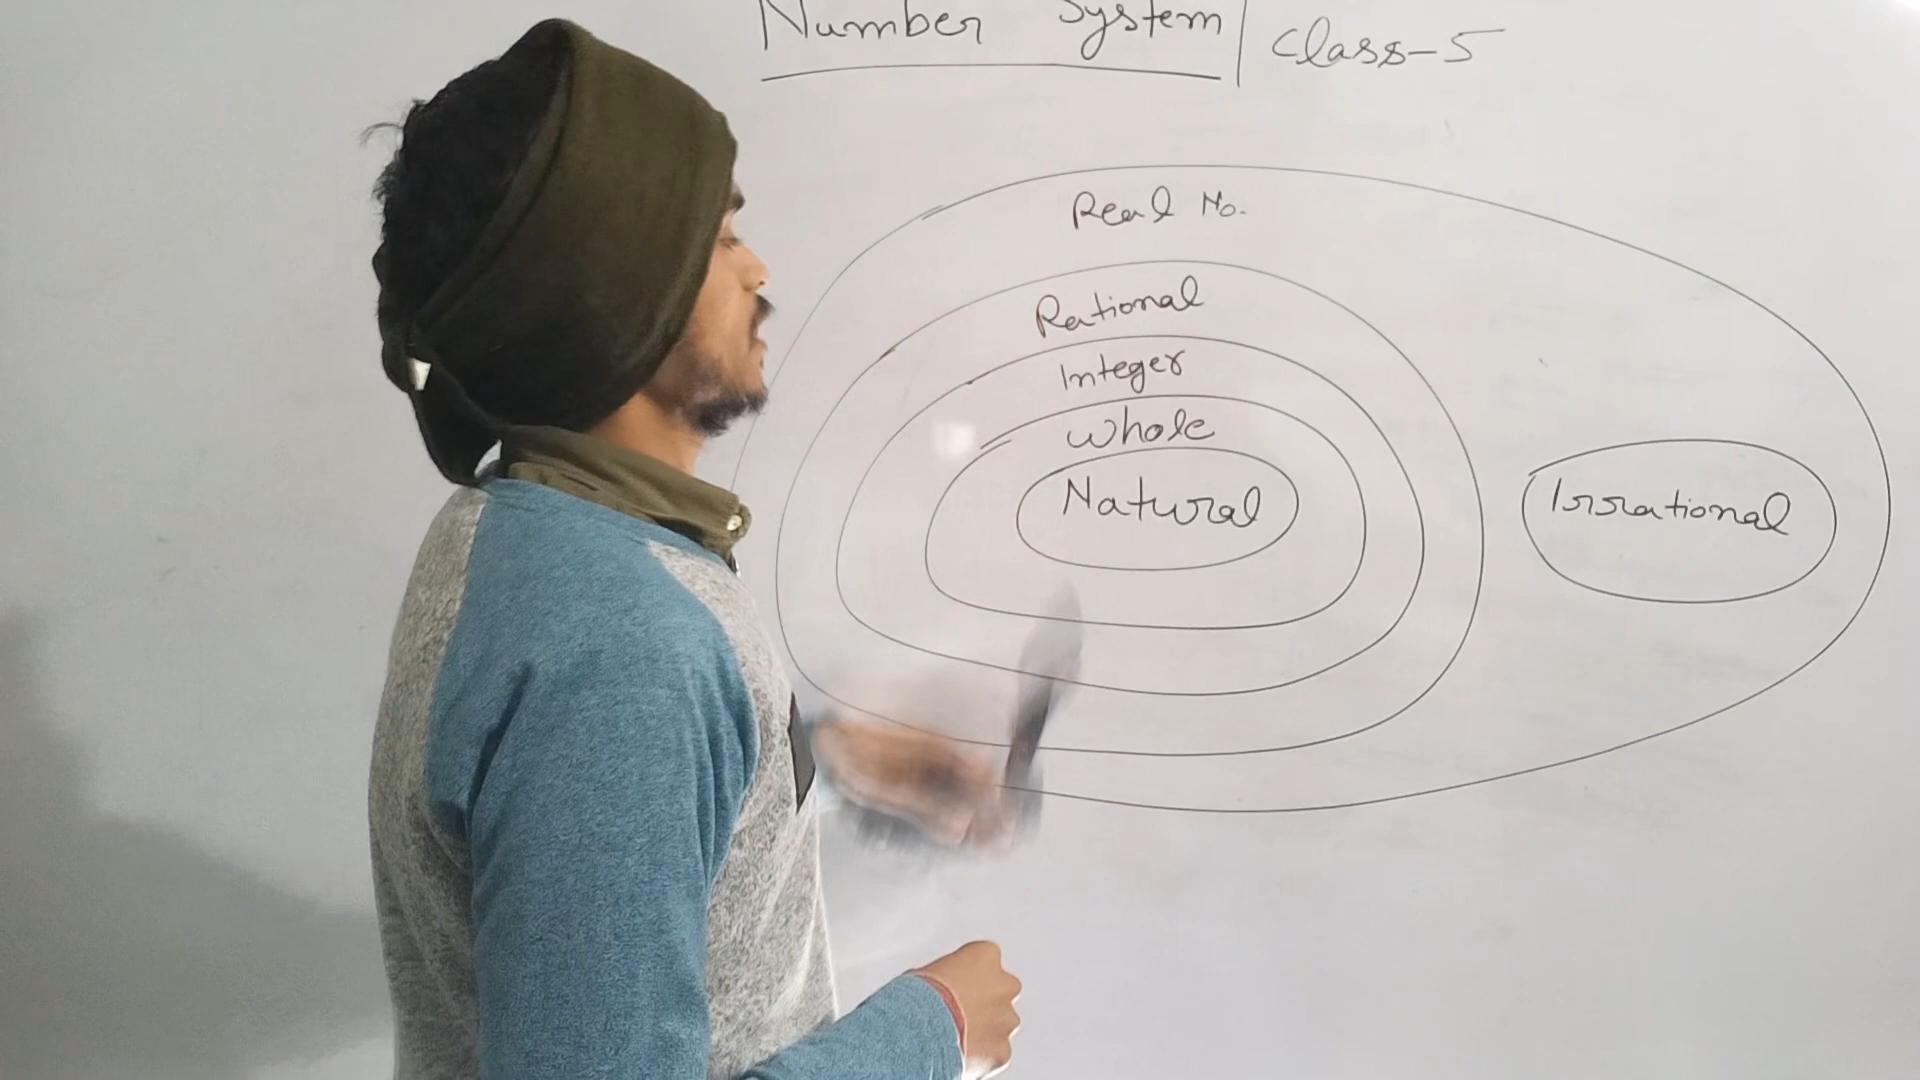 Number System | Class-5
Real No.
Rational
Integer
Whole
Natural
Irrational